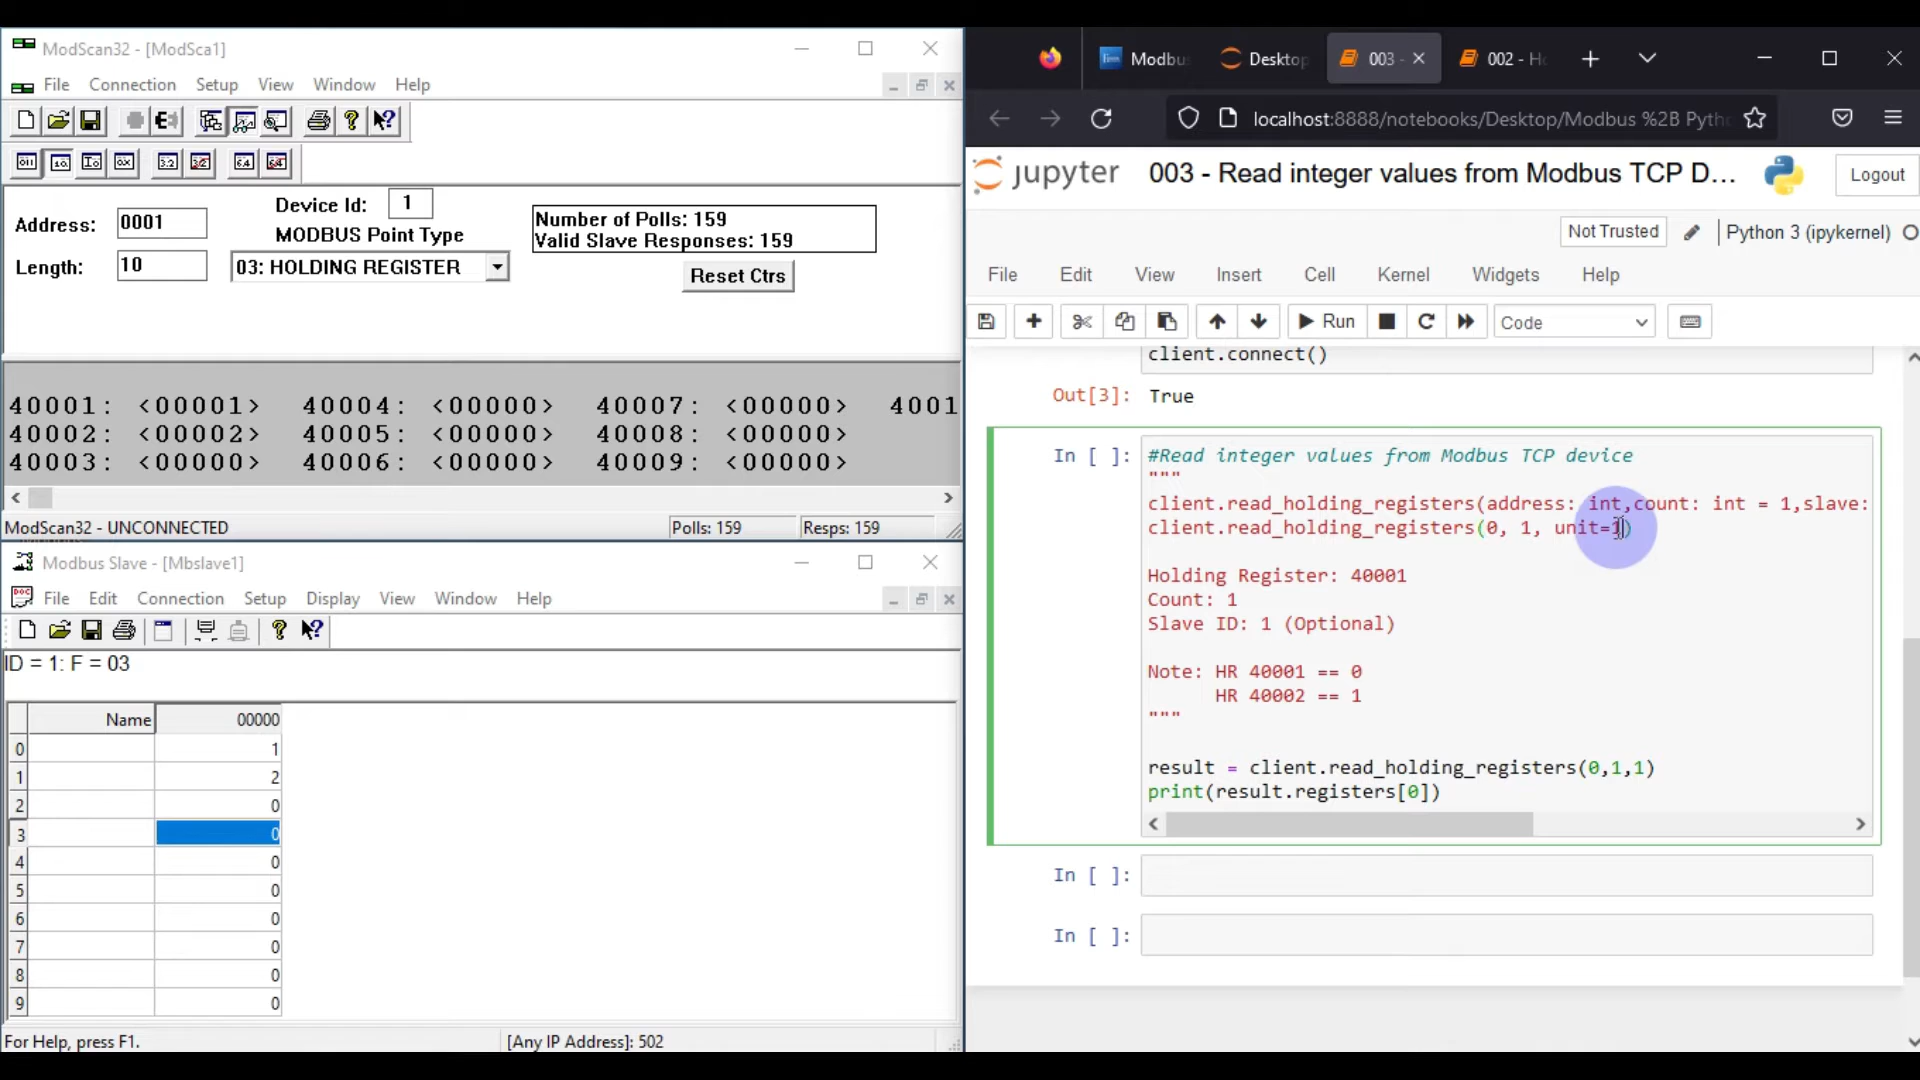 ModScan32 - [ModSca1]
File Connection Setup View Window Help
Address: 0001
Device Id: 1
MODBUS Point Type
Length: 10
03: HOLDING REGISTER
Number of Polls: 159
Valid Slave Responses: 159
Reset Ctrs
40001: <00001> 40004: <00000> 40007: <00000> 4001
40002: <00002> 40005: <00000> 40008: <00000>
40003: <00000> 40006: <00000> 40009: <00000>
ModScan32 - UNCONNECTED
Polls: 159
Resps: 159
Modbus Slave - [Mbslave1]
File Edit Connection Setup Display View Window Help
ID = 1: F = 03
Name 00000
0 1
1 2
2 0
3 0
4 0
5 0
6 0
7 0
8 0
9 0
For Help, press F1.
[Any IP Address]: 502
Modbu Desktop 003 - 002 - Ho
localhost:8888/notebooks/Desktop/Modbus %2B Pytho
jupyter 003 - Read integer values from Modbus TCP D...
Logout
Not Trusted
Python 3 (ipykernel)
File Edit View Insert Cell Kernel Widgets Help
Run Code
client.connect()
Out[3]: True
In [ ]: #Read integer values from Modbus TCP device
"""
client.read_holding_registers(address: int,count: int = 1,slave:
client.read_holding_registers(0, 1, unit=1)
Holding Register: 40001
Count: 1
Slave ID: 1 (Optional)
Note: HR 40001 == 0
HR 40002 == 1
"""
result = client.read_holding_registers(0,1,1)
print(result.registers[0])
In [ ]:
In [ ]: